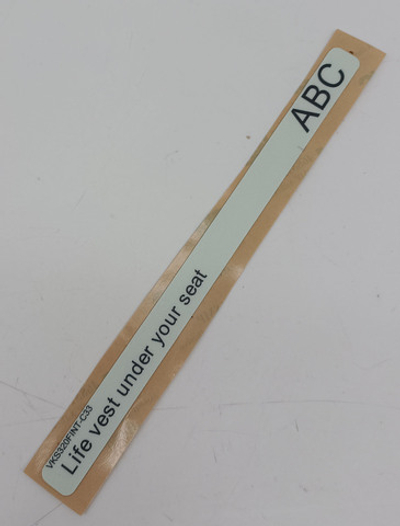 VKS320FINT-C33
Life vest under your seat
ABC